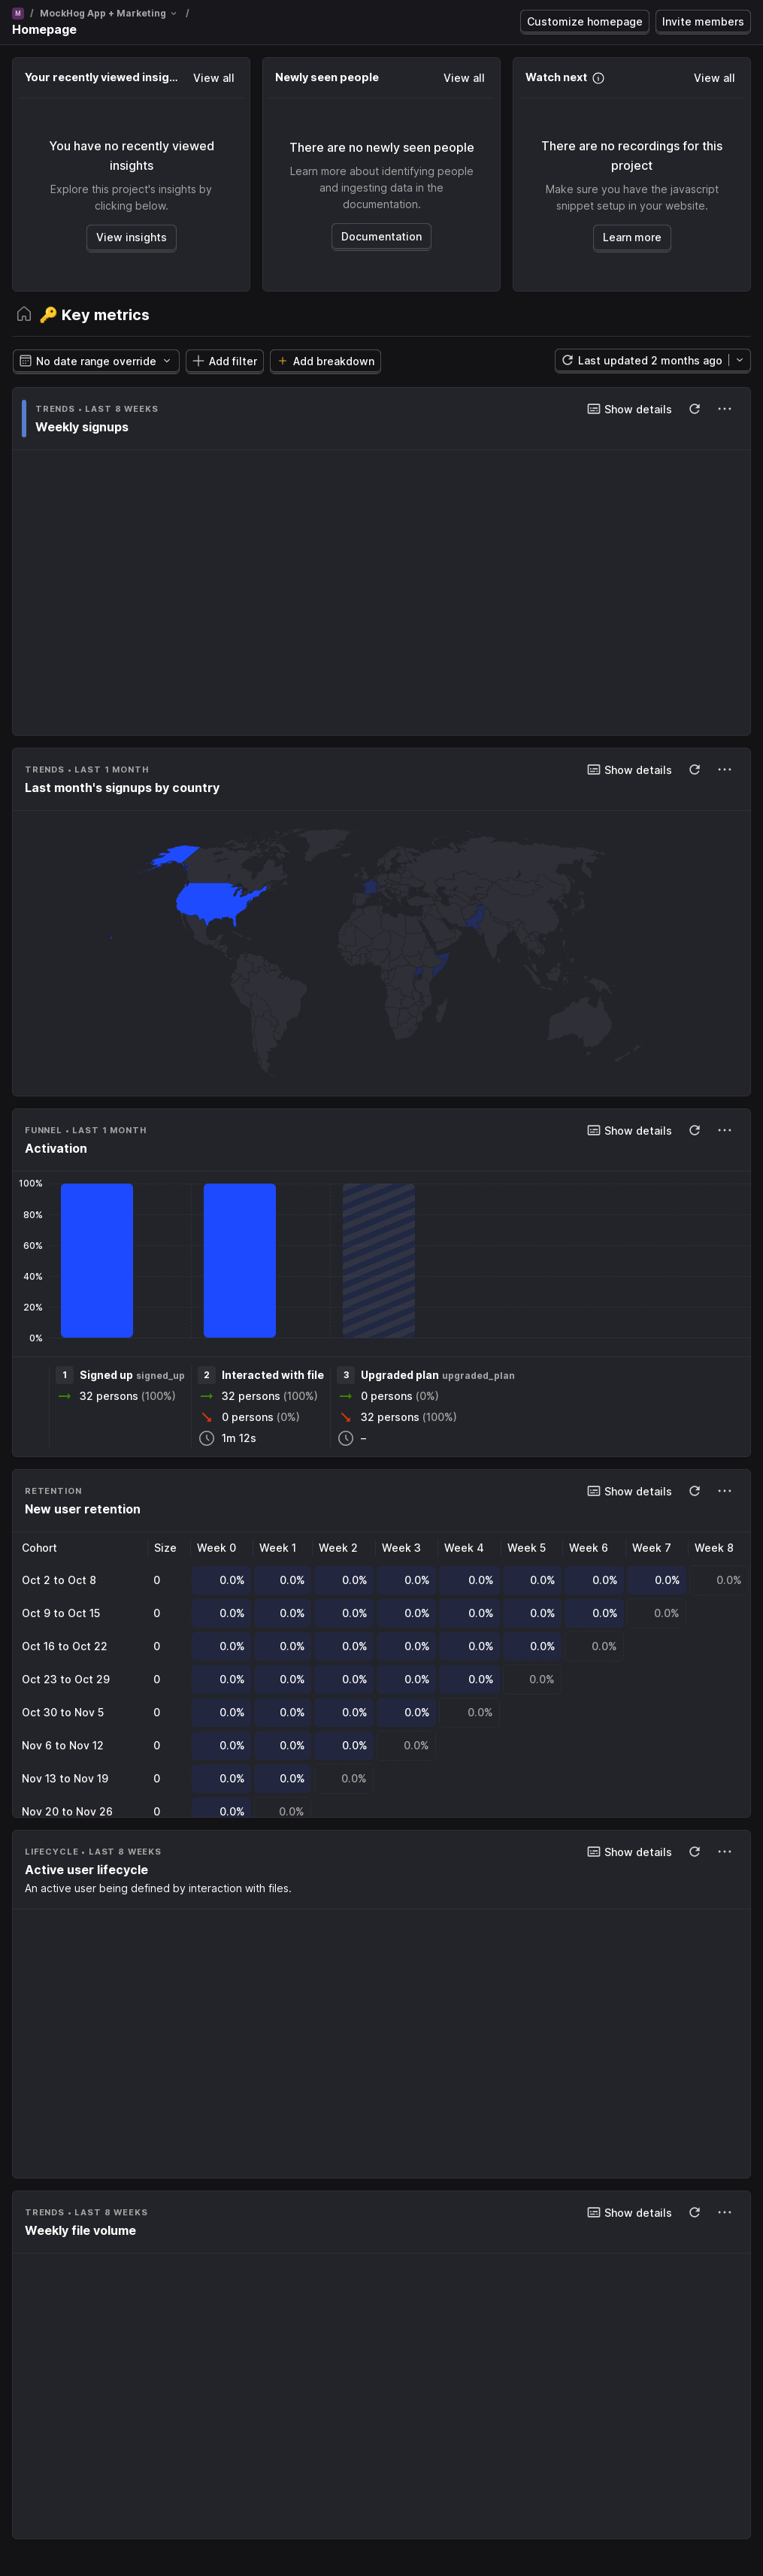 M / MockHog App + Marketing /
Homepage
Customize homepage
Invite members
Your recently viewed insig...
View all
You have no recently viewed
insights
Explore this project's insights by
clicking below.
View insights
Newly seen people
View all
There are no newly seen people
Learn more about identifying people
and ingesting data in the
documentation.
Documentation
Watch next
View all
There are no recordings for this
project
Make sure you have the javascript
snippet setup in your website.
Learn more
🔑 Key metrics
No date range override
Add filter
Add breakdown
Last updated 2 months ago
TRENDS • LAST 8 WEEKS
Show details
Weekly signups
TRENDS • LAST 1 MONTH
Show details
Last month's signups by country
FUNNEL • LAST 1 MONTH
Show details
Activation
100%
80%
60%
40%
20%
0%
1 Signed up signed_up
32 persons (100%)
2 Interacted with file
32 persons (100%)
0 persons (0%)
1m 12s
3 Upgraded plan upgraded_plan
0 persons (0%)
32 persons (100%)
–
RETENTION
Show details
New user retention
Cohort Size Week 0 Week 1 Week 2 Week 3 Week 4 Week 5 Week 6 Week 7 Week 8
Oct 2 to Oct 8 0 0.0% 0.0% 0.0% 0.0% 0.0% 0.0% 0.0% 0.0% 0.0%
Oct 9 to Oct 15 0 0.0% 0.0% 0.0% 0.0% 0.0% 0.0% 0.0% 0.0%
Oct 16 to Oct 22 0 0.0% 0.0% 0.0% 0.0% 0.0% 0.0% 0.0%
Oct 23 to Oct 29 0 0.0% 0.0% 0.0% 0.0% 0.0% 0.0%
Oct 30 to Nov 5 0 0.0% 0.0% 0.0% 0.0% 0.0%
Nov 6 to Nov 12 0 0.0% 0.0% 0.0% 0.0%
Nov 13 to Nov 19 0 0.0% 0.0% 0.0%
Nov 20 to Nov 26 0 0.0% 0.0%
LIFECYCLE • LAST 8 WEEKS
Show details
Active user lifecycle
An active user being defined by interaction with files.
TRENDS • LAST 8 WEEKS
Show details
Weekly file volume